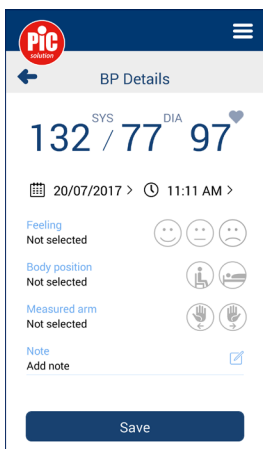 PiC
solution
BP Details
SYS DIA
132 / 77 97
20/07/2017 > 11:11 AM >
Feeling
Not selected
Body position
Not selected
Measured arm
Not selected
Note
Add note
Save